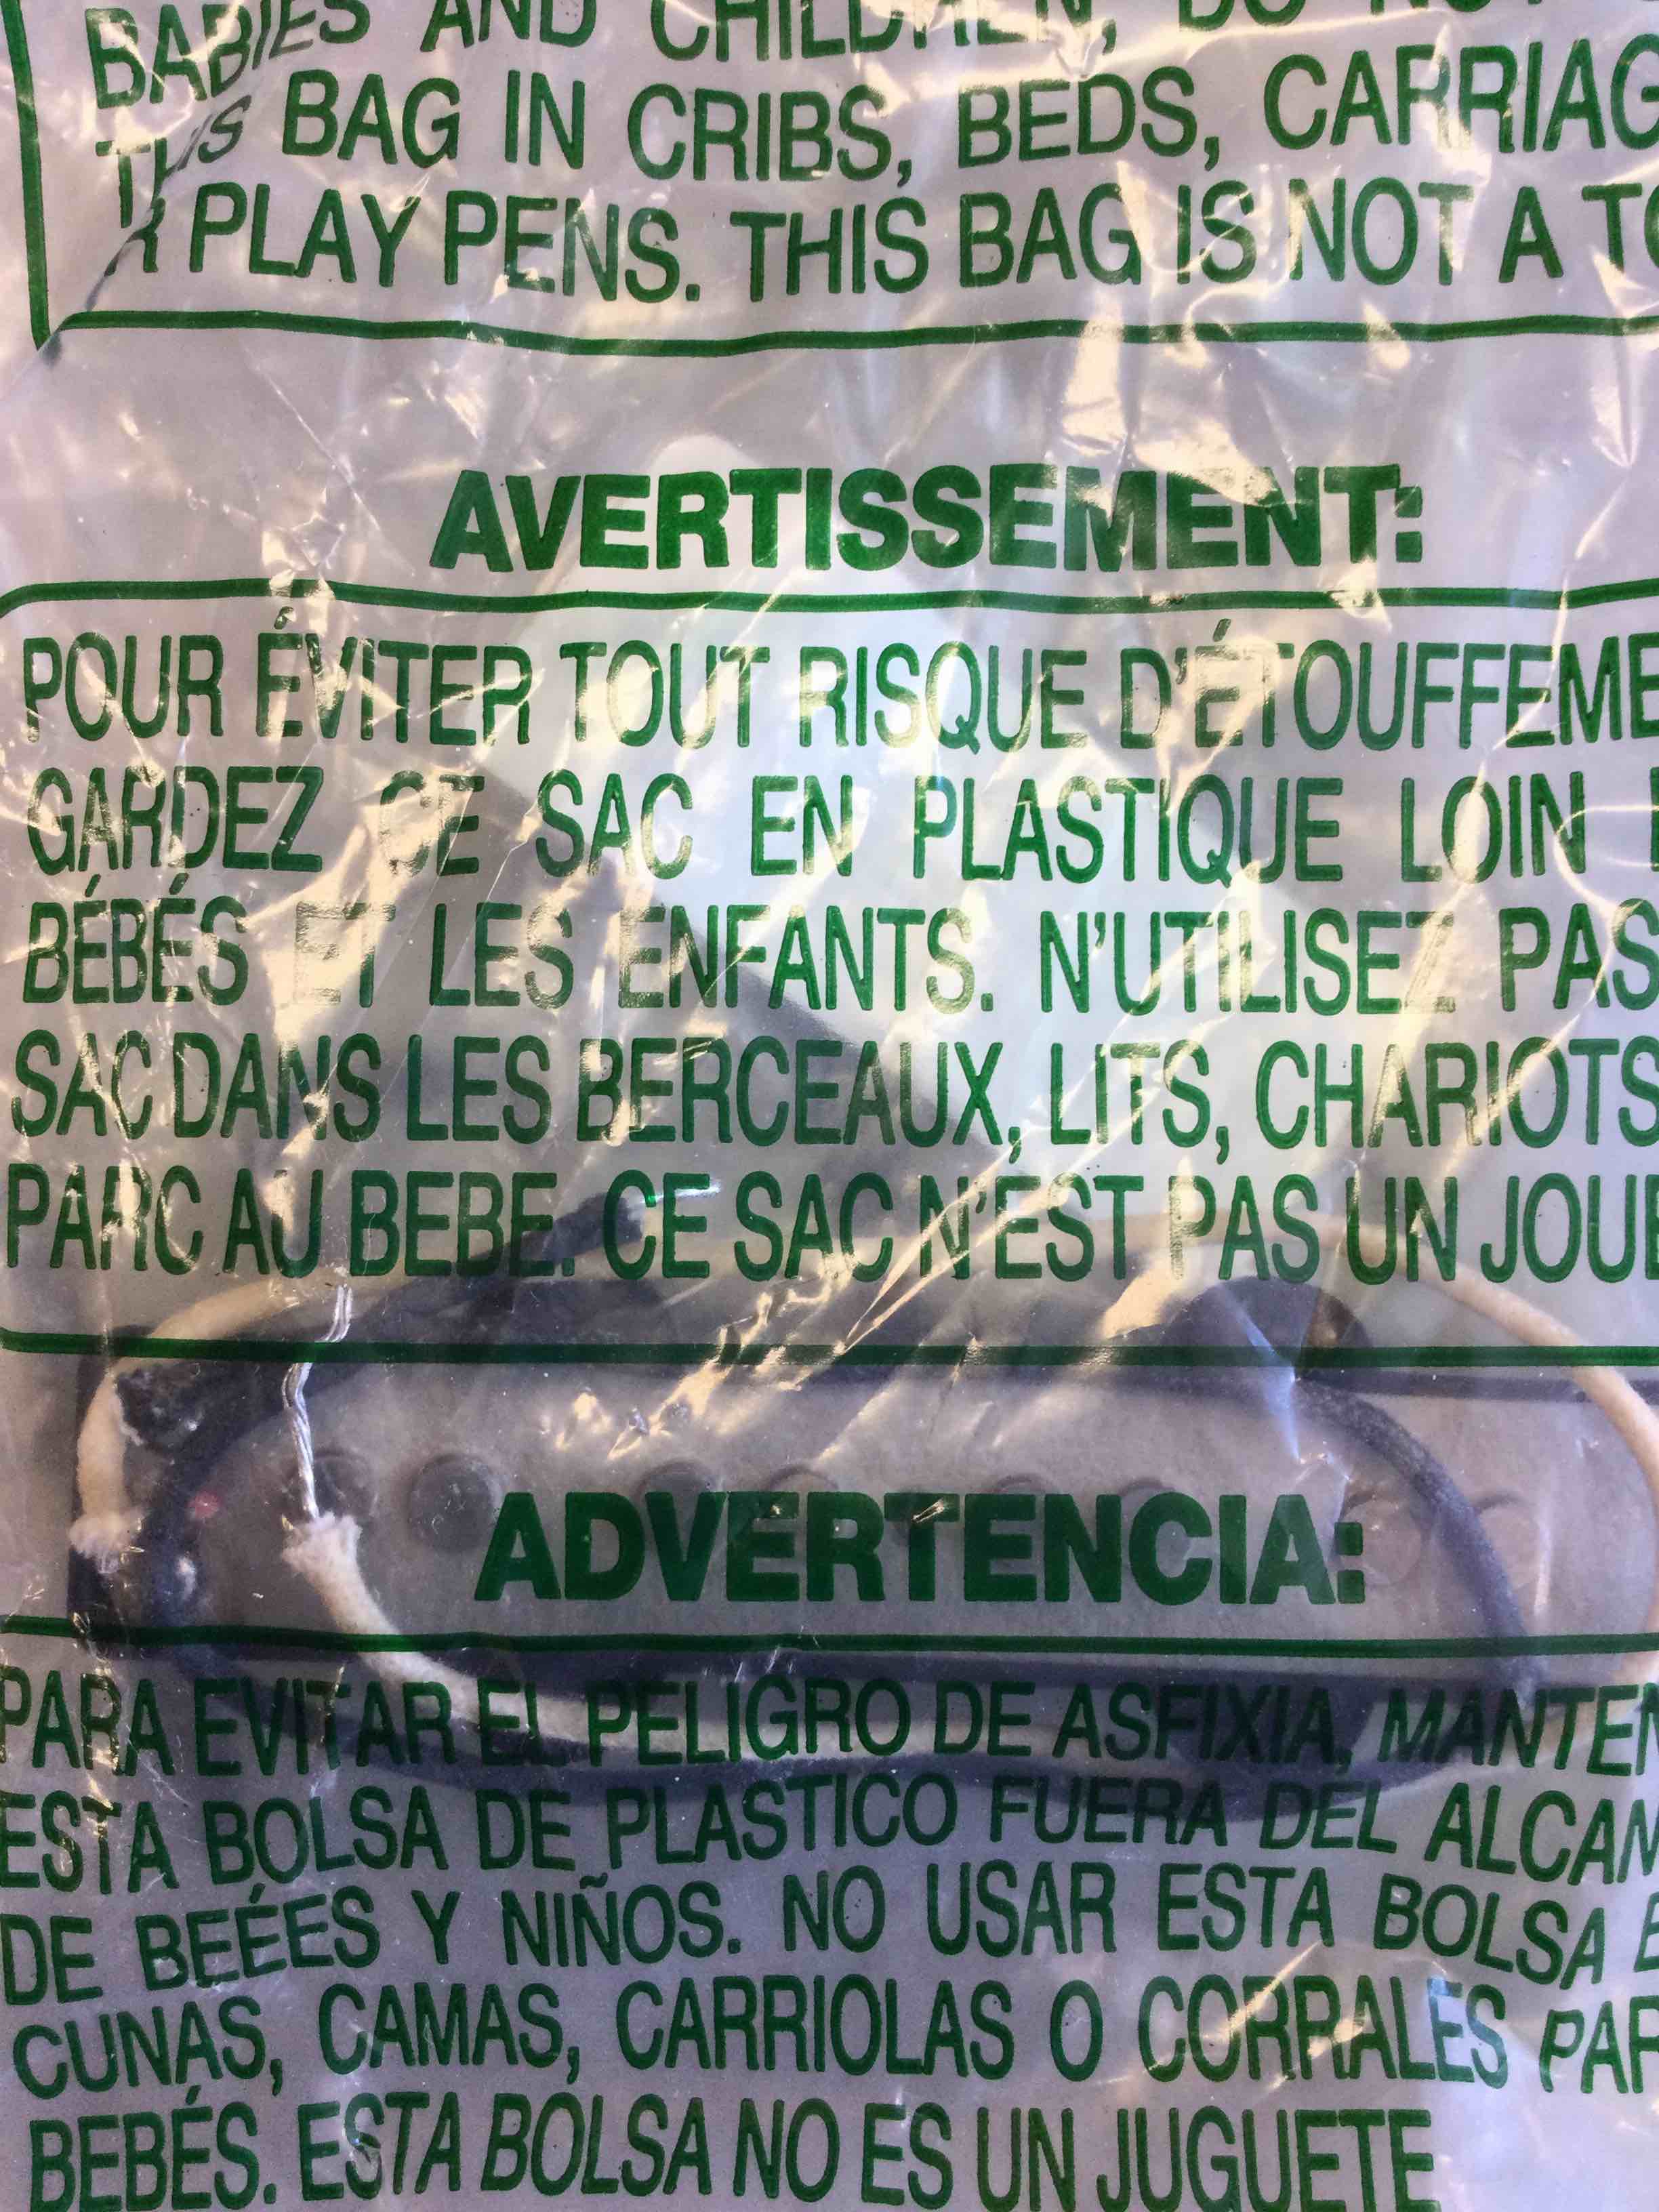 BABIES AND CHILDREN, DO NOT
THIS BAG IN CRIBS, BEDS, CARRIAG
R PLAY PENS. THIS BAG IS NOT A TO
AVERTISSEMENT:
POUR ÉVITER TOUT RISQUE D'ÉTOUFFEME
GARDEZ CE SAC EN PLASTIQUE LOIN
BÉBÉS ET LES ENFANTS. N'UTILISEZ PAS
SAC DANS LES BERCEAUX, LITS, CHARIOTS
PARC AU BEBE. CE SAC N'EST PAS UN JOUE
ADVERTENCIA:
PARA EVITAR EL PELIGRO DE ASFIXIA, MANTEN
ESTA BOLSA DE PLASTICO FUERA DEL ALCAN
DE BEÉES Y NIÑOS. NO USAR ESTA BOLSA E
CUNAS, CAMAS, CARRIOLAS O CORRALES PAR
BEBÉS. ESTA BOLSA NO ES UN JUGUETE